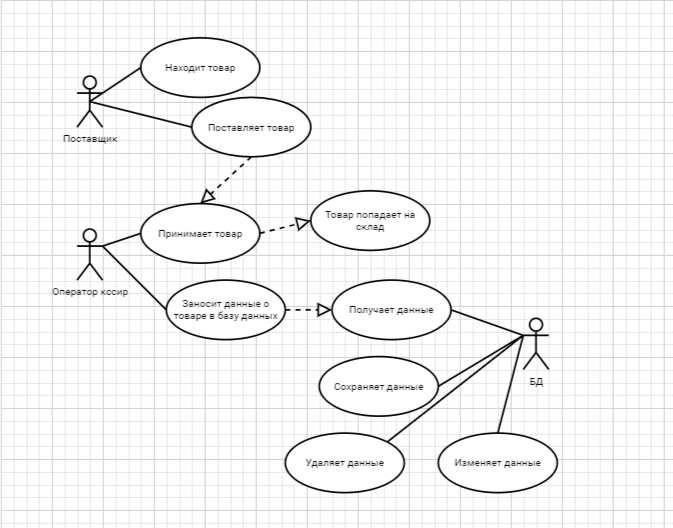 Находит товар
Поставляет товар
Поставщик
Товар попадает на
склад
Принимает товар
Оператор кссир
Заносит данные о
товаре в базу данных
Получает данные
БД
Сохраняет данные
Удаляет данные
Изменяет данные